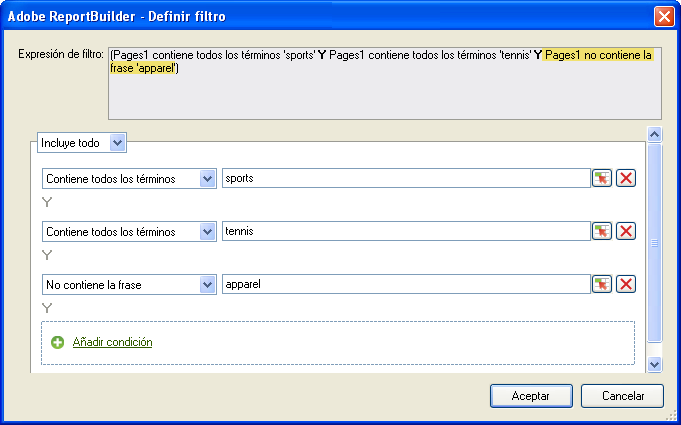 Adobe ReportBuilder - Definir filtro
Expresión de filtro:
(Pages1 contiene todos los términos 'sports' Y Pages1 contiene todos los términos 'tennis' Y Pages1 no contiene la
frase 'apparel')
Incluye todo
Contiene todos los términos sports
Y
Contiene todos los términos tennis
Y
No contiene la frase apparel
Y
Añadir condición
Aceptar Cancelar